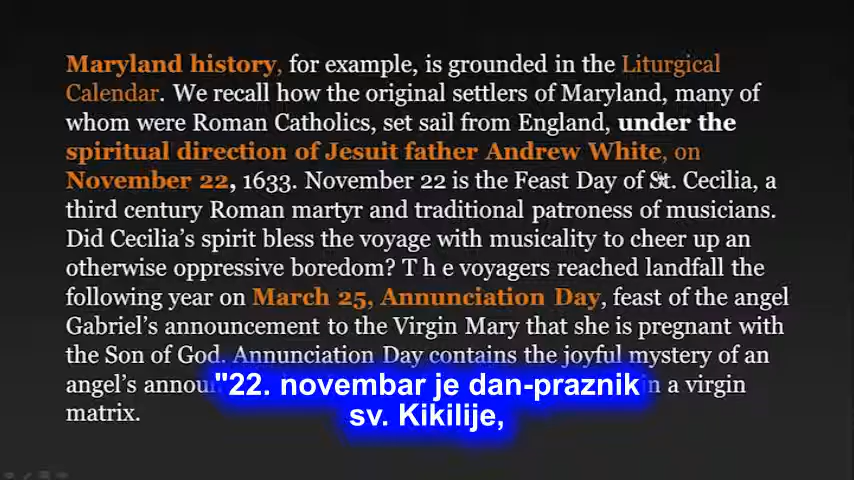 Maryland history, for example, is grounded in the Liturgical
Calendar. We recall how the original settlers of Maryland, many of
whom were Roman Catholics, set sail from England, under the
spiritual direction of Jesuit father Andrew White, on
November 22, 1633. November 22 is the Feast Day of St. Cecilia, a
third century Roman martyr and traditional patroness of musicians.
Did Cecilia's spirit bless the voyage with musicality to cheer up an
otherwise oppressive boredom? T h e voyagers reached landfall the
following year on March 25, Annunciation Day, feast of the angel
Gabriel's announcement to the Virgin Mary that she is pregnant with
the Son of God. Annunciation Day contains the joyful mystery of an
angel's in a virgin
matrix.
"22. novembar je dan-praznik
sv. Kikilije,